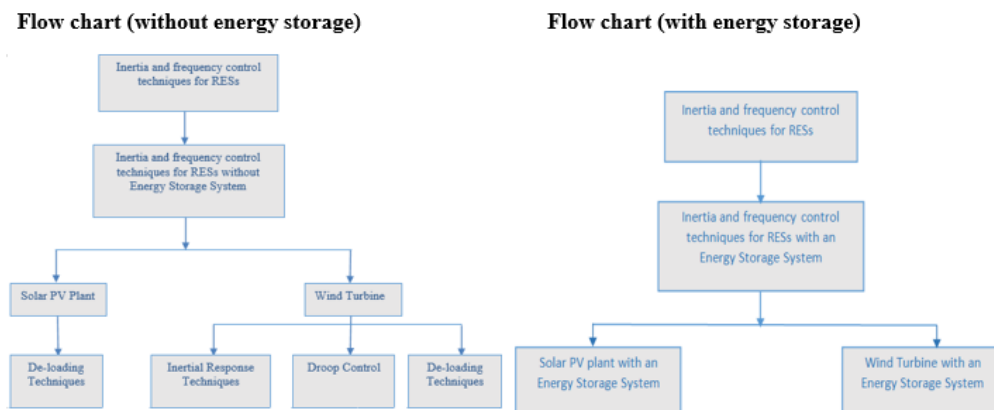 Flow chart (without energy storage)
Inertia and frequency control
techniques for RESs
Inertia and frequency control
techniques for RESs without
Energy Storage System
Solar PV Plant
Wind Turbine
De-loading
Techniques
Inertial Response
Techniques
Droop Control
De-loading
Techniques
Flow chart (with energy storage)
Inertia and frequency control
techniques for RESs
Inertia and frequency control
techniques for RESs with an
Energy Storage System
Solar PV plant with an
Energy Storage System
Wind Turbine with an
Energy Storage System